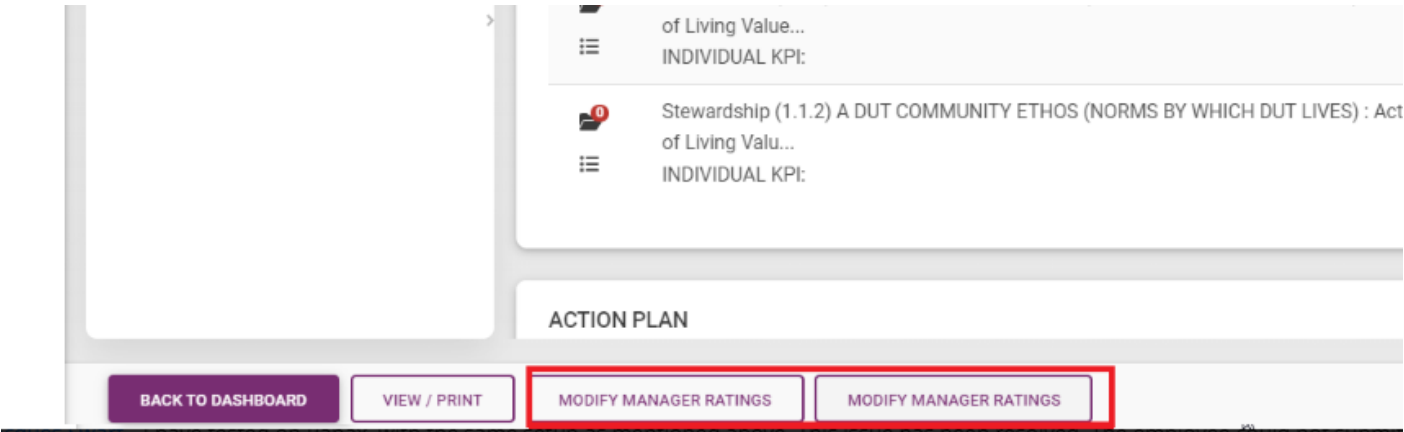 of Living Value...
INDIVIDUAL KPI:
0
Stewardship (1.1.2) A DUT COMMUNITY ETHOS (NORMS BY WHICH DUT LIVES) : Act
of Living Valu...
INDIVIDUAL KPI:
ACTION PLAN
BACK TO DASHBOARD
VIEW / PRINT
MODIFY MANAGER RATINGS
MODIFY MANAGER RATINGS